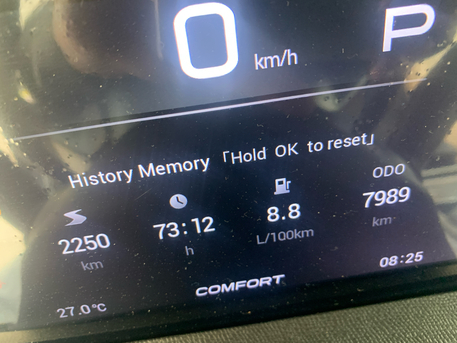 0 km/h P
History Memory 「Hold OK to reset」
ODO
2250 73:12 8.8 7989
km h L/100km km
COMFORT
27.0°C 08:25